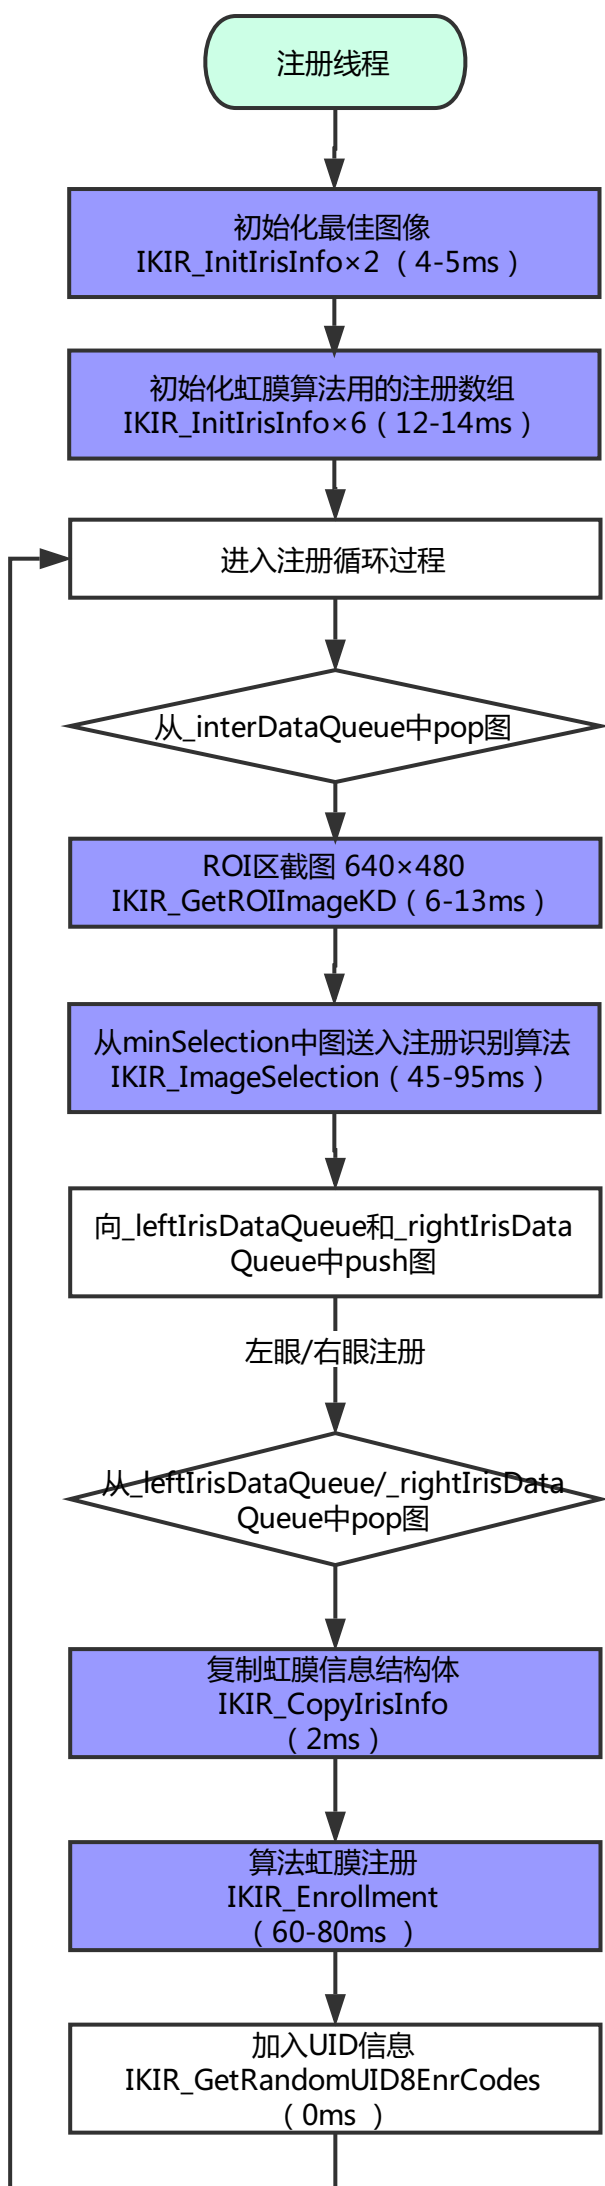 注册线程
初始化最佳图像
IKIR_InitIrisInfo×2（4-5ms）
初始化虹膜算法用的注册数组
IKIR_InitIrisInfo×6（12-14ms）
进入注册循环过程
从_interDataQueue中pop图
ROI区截图 640×480
IKIR_GetROIImageKD（6-13ms）
从minSelection中图送入注册识别算法
IKIR_ImageSelection（45-95ms）
向_leftIrisDataQueue和_rightIrisData
Queue中push图
左眼/右眼注册
从_leftIrisDataQueue/_rightIrisData
Queue中pop图
复制虹膜信息结构体
IKIR_CopyIrisInfo
（2ms）
算法虹膜注册
IKIR_Enrollment
（60-80ms ）
加入UID信息
IKIR_GetRandomUID8EnrCodes
（0ms ）